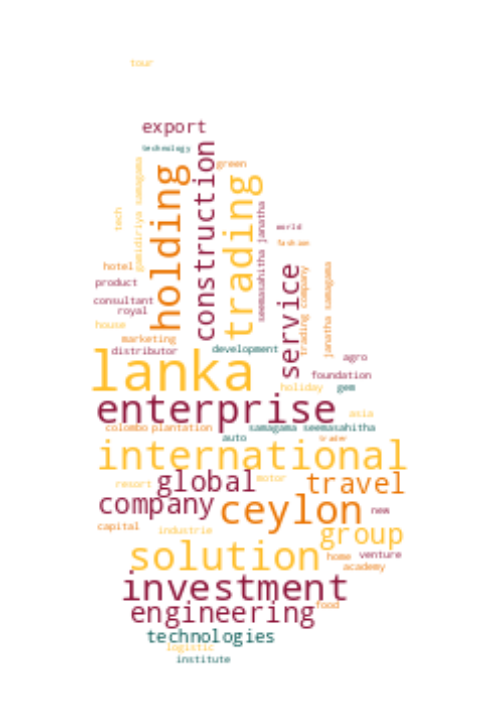 tour
export
technology
holding
construction
green
gamidiriya samagama
trading
tech
seemasahitha janatha
world
fashion
hotel
service
trading company
janatha samagama
product
consultant
royal
house
marketing
distributor
development
agro
lanka
foundation
holiday
gem
enterprise
asia
colombo
plantation
samagama seemasahitha
auto
trader
international
global
motor
travel
resort
company
ceylon
new
capital
industrie
group
solution
home
venture
academy
investment
engineering
food
technologies
logistic
institute